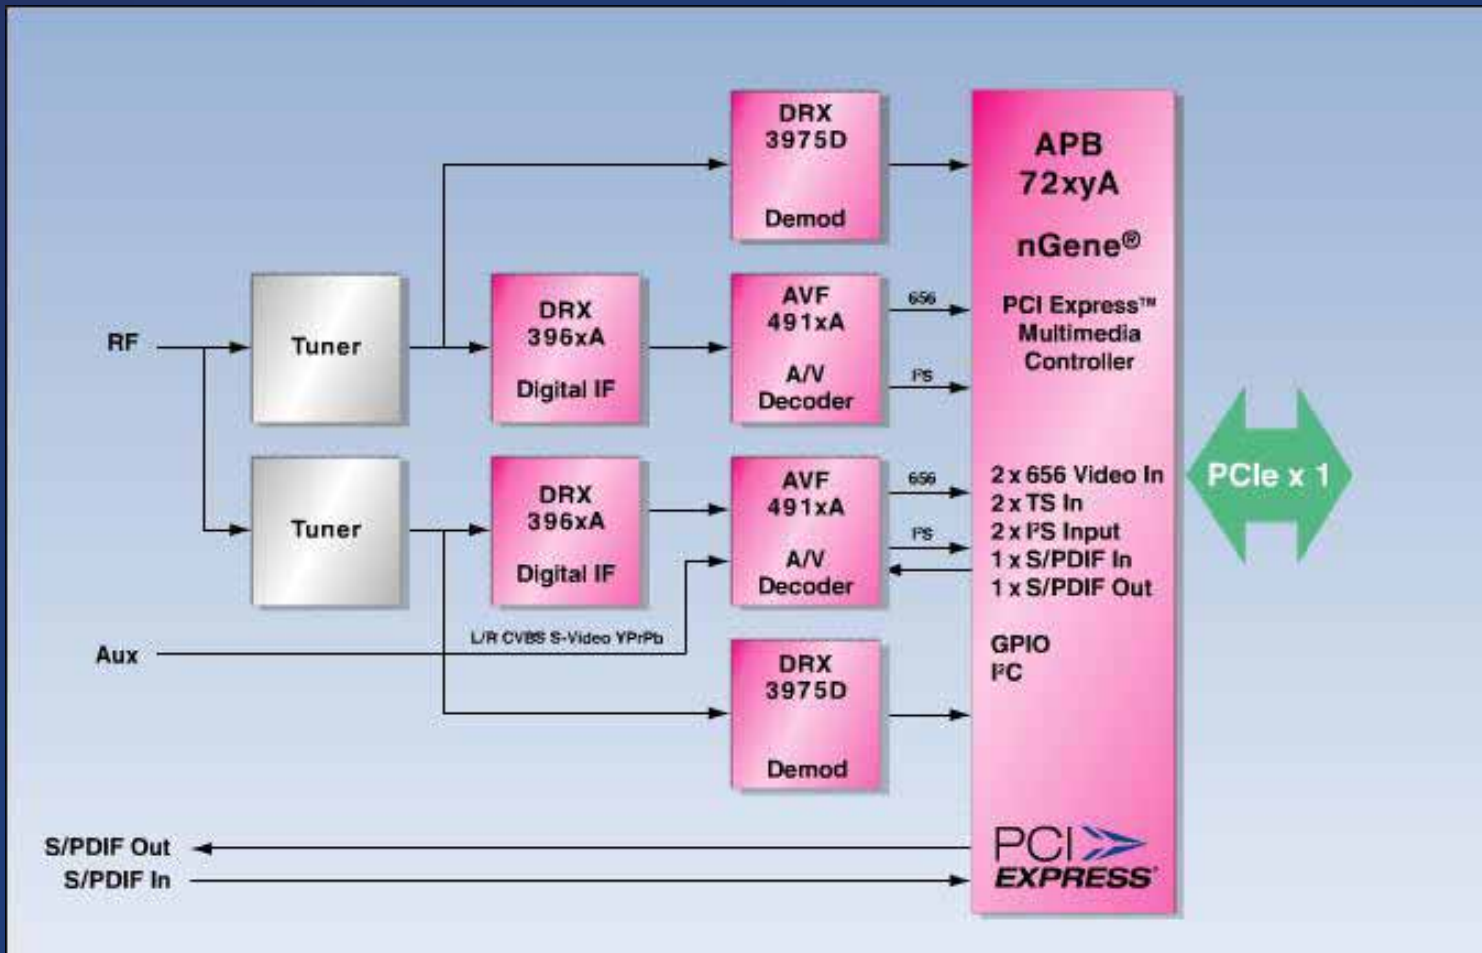 DRX
3975D
Demod
APB
72xyA
nGene®
PCI Express™
Multimedia
Controller
RF
Tuner
DRX
396xA
Digital IF
AVF
491xA
A/V
Decoder
656
I²S
Tuner
DRX
396xA
Digital IF
AVF
491xA
A/V
Decoder
656
I²S
2 x 656 Video In
2 x TS In
2 x I²S Input
1 x S/PDIF In
1 x S/PDIF Out
GPIO
I²C
PCIe x 1
L/R CVBS S-Video YPrPb
Aux
DRX
3975D
Demod
S/PDIF Out
S/PDIF In
PCI
EXPRESS